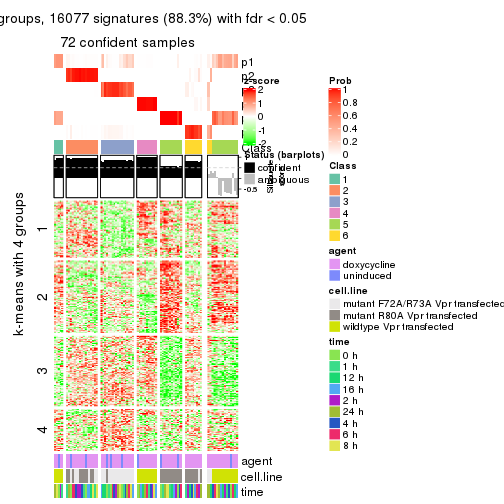 groups, 16077 signatures (88.3%) with fdr < 0.05
72 confident samples
p1
p2
z-score
2
1
0
-1
-2
Class
Status (barplots)
confident
ambiguous
-0.5
Silhouette
score
k-means with 4 groups
1
2
3
4
agent
cell.line
time
Prob
1
0.8
0.6
0.4
0.2
0
Class
1
2
3
4
5
6
agent
doxycycline
uninduced
cell.line
mutant F72A/R73A Vpr transfected
mutant R80A Vpr transfected
wildtype Vpr transfected
time
0 h
1 h
12 h
16 h
2 h
24 h
4 h
6 h
8 h